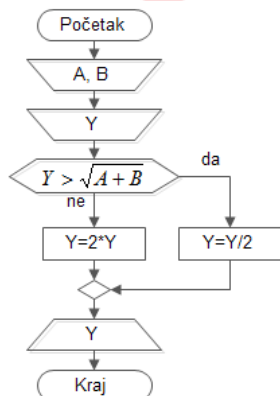 Početak
A, B
Y
Y > √A + B
da
ne
Y=2*Y
Y=Y/2
Y
Kraj